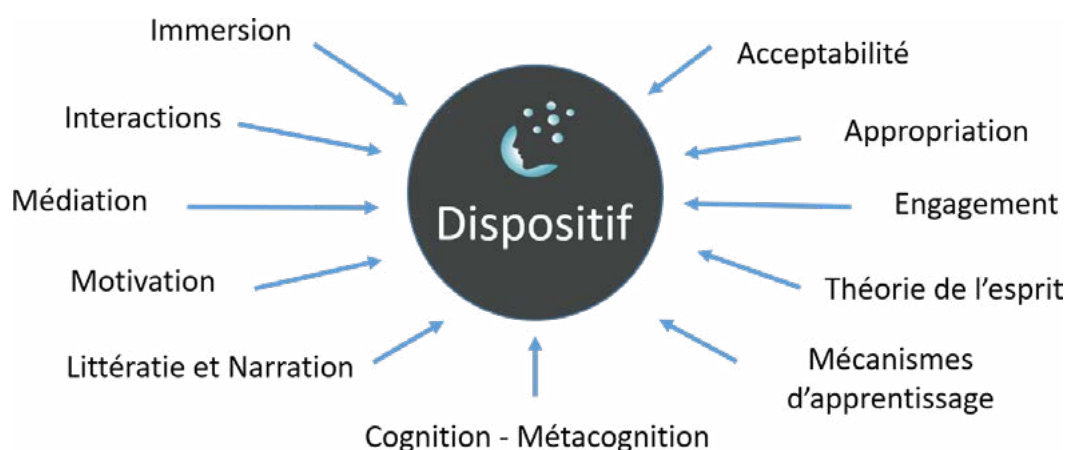 Immersion
Acceptabilité
Interactions
Appropriation
Médiation
Engagement
Dispositif
Motivation
Théorie de l’esprit
Littératie et Narration
Mécanismes
d’apprentissage
Cognition - Métacognition